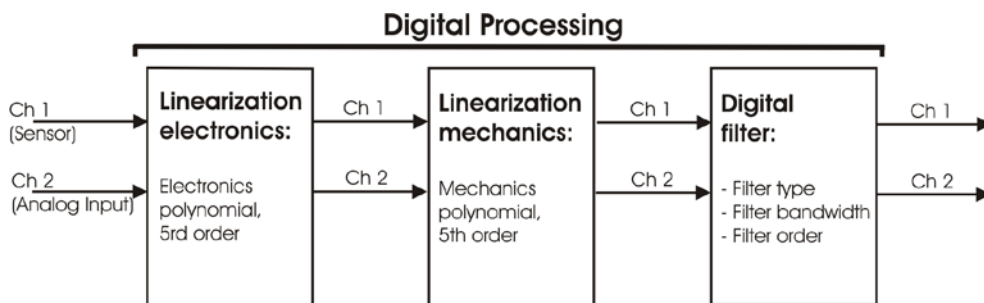 Digital Processing
Ch 1
(Sensor)
Ch 2
(Analog Input)
Linearization
electronics:
Electronics
polynomial,
5rd order
Ch 1
Ch 2
Linearization
mechanics:
Mechanics
polynomial,
5th order
Ch 1
Ch 2
Digital
filter:
- Filter type
- Filter bandwidth
- Filter order
Ch 1
Ch 2